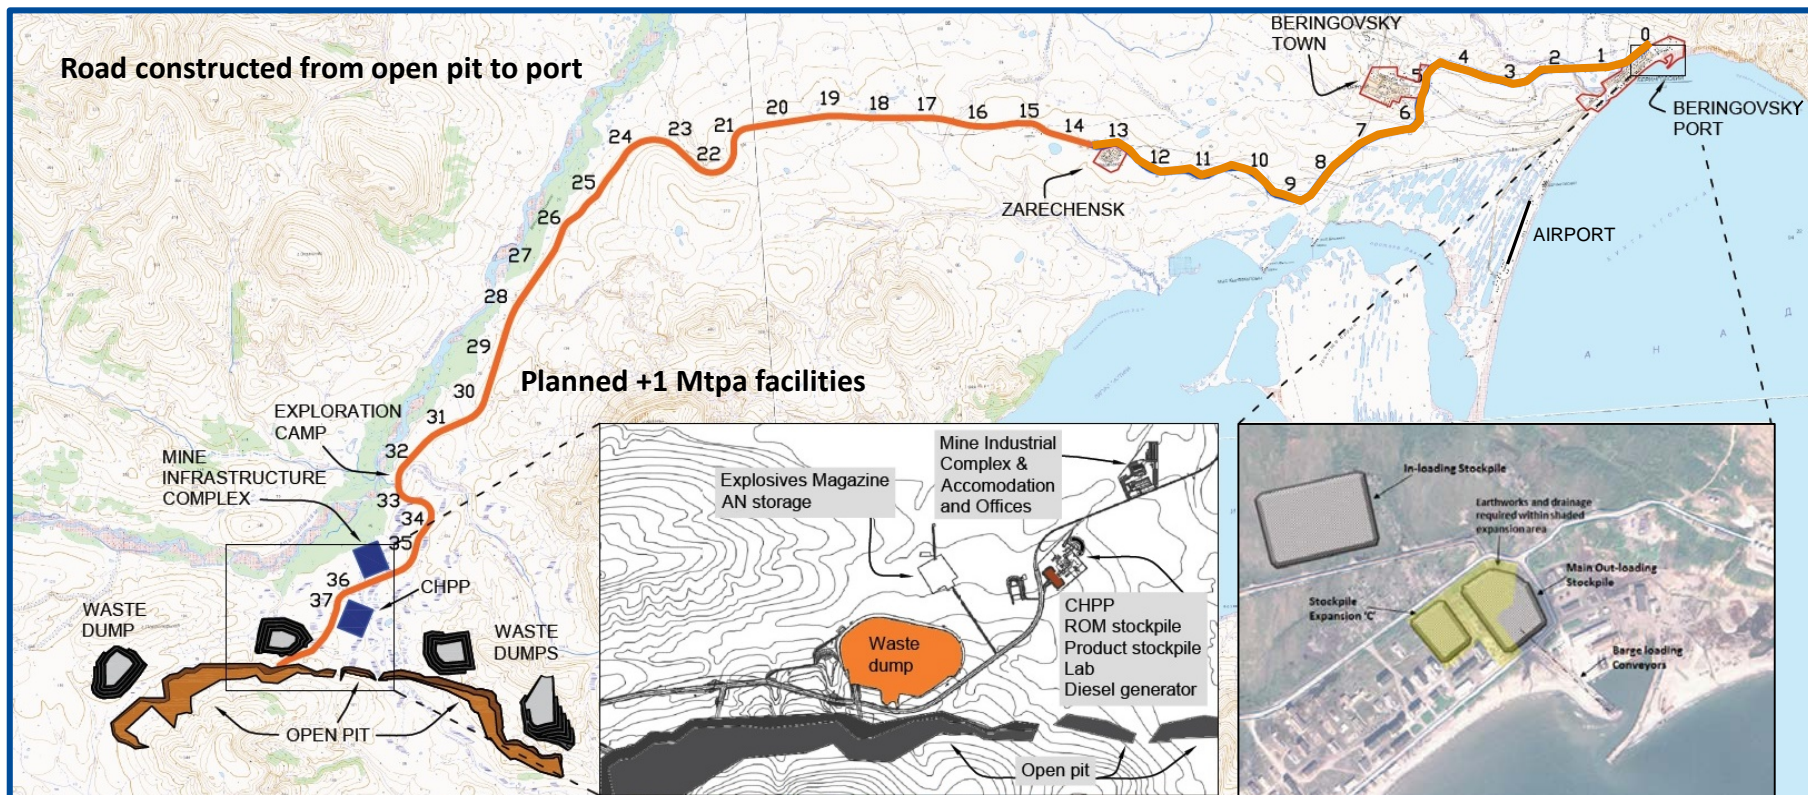 Road constructed from open pit to port
BERINGOVSKY
TOWN
0
1
2
3
4
5
6
7
8
9
10
11
12
13
14
15
16
17
18
19
20
21
22
23
24
25
26
27
28
29
30
31
32
33
34
35
36
37
BERINGOVSKY
PORT
ZARECHENSK
AIRPORT
Planned +1 Mtpa facilities
EXPLORATION
CAMP
MINE
INFRASTRUCTURE
COMPLEX
CHPP
WASTE
DUMP
WASTE
DUMPS
OPEN PIT
Explosives Magazine
AN storage
Mine Industrial
Complex &
Accomodation
and Offices
Waste
dump
CHPP
ROM stockpile
Product stockpile
Lab
Diesel generator
Open pit
In-loading Stockpile
Earthworks and drainage
required within shaded
expansion area
Main Out-loading
Stockpile
Stockpile
Expansion 'C'
Barge loading
Conveyors
А Н А Д